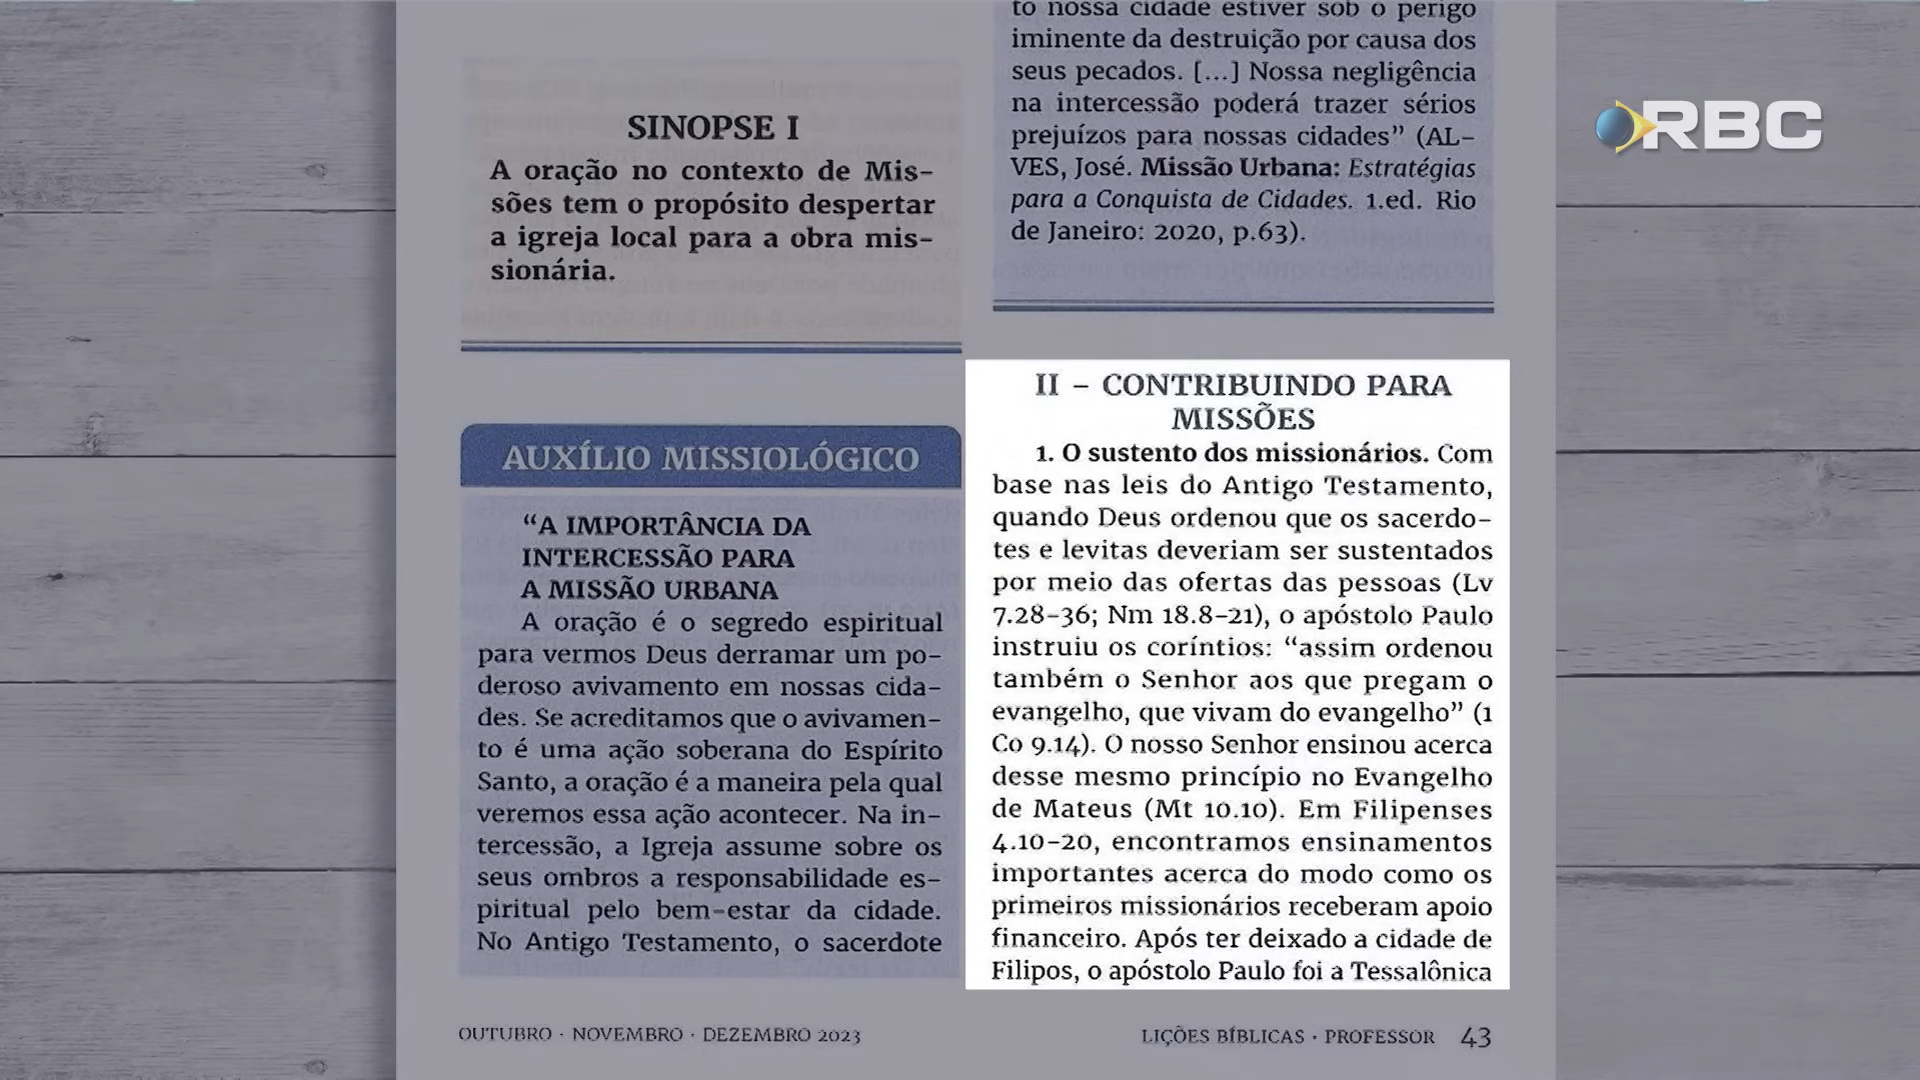 SINOPSE I
A oração no contexto de Mis-
sões tem o propósito despertar
a igreja local para a obra mis-
sionária.
AUXÍLIO MISSIOLÓGICO
“A IMPORTÂNCIA DA
INTERCESSÃO PARA
A MISSÃO URBANA
A oração é o segredo espiritual
para vermos Deus derramar um po-
deroso avivamento em nossas cida-
des. Se acreditamos que o avivamen-
to é uma ação soberana do Espírito
Santo, a oração é a maneira pela qual
veremos essa ação acontecer. Na in-
tercessão, a Igreja assume sobre os
seus ombros a responsabilidade es-
piritual pelo bem-estar da cidade.
No Antigo Testamento, o sacerdote
to nossa cidade estiver sob o perigo
iminente da destruição por causa dos
seus pecados. [...] Nossa negligência
na intercessão poderá trazer sérios
prejuízos para nossas cidades” (AL-
VES, José. Missão Urbana: Estratégias
para a Conquista de Cidades. 1.ed. Rio
de Janeiro: 2020, p.63).
II – CONTRIBUINDO PARA
MISSÕES
1. O sustento dos missionários. Com
base nas leis do Antigo Testamento,
quando Deus ordenou que os sacerdo-
tes e levitas deveriam ser sustentados
por meio das ofertas das pessoas (Lv
7.28-36; Nm 18.8-21), o apóstolo Paulo
instruiu os coríntios: “assim ordenou
também o Senhor aos que pregam o
evangelho, que vivam do evangelho” (1
Co 9.14). O nosso Senhor ensinou acerca
desse mesmo princípio no Evangelho
de Mateus (Mt 10.10). Em Filipenses
4.10-20, encontramos ensinamentos
importantes acerca do modo como os
primeiros missionários receberam apoio
financeiro. Após ter deixado a cidade de
Filipos, o apóstolo Paulo foi a Tessalônica
OUTUBRO · NOVEMBRO · DEZEMBRO 2023
LIÇÕES BÍBLICAS · PROFESSOR 43
RBC